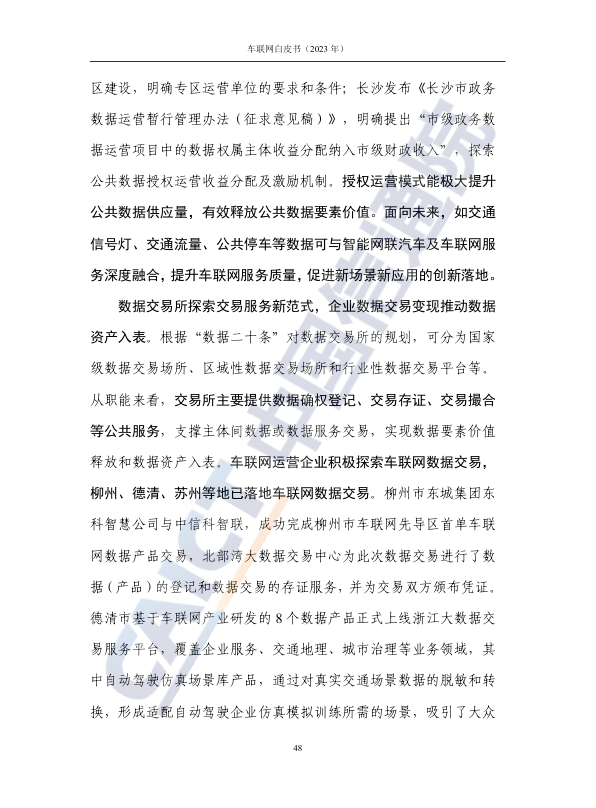 车联网白皮书（2023 年）
区建设，明确专区运营单位的要求和条件；长沙发布《长沙市政务
数据运营暂行管理办法（征求意见稿）》，明确提出“市级政务数
据运营项目中的数据权属主体收益分配纳入市级财政收入”，探索
公共数据授权运营收益分配及激励机制。授权运营模式能极大提升
公共数据供应量，有效释放公共数据要素价值。面向未来，如交通
信号灯、交通流量、公共停车等数据可与智能网联汽车及车联网服
务深度融合，提升车联网服务质量，促进新场景新应用的创新落地。
数据交易所探索交易服务新范式，企业数据交易变现推动数据
资产入表。根据“数据二十条”对数据交易所的规划，可分为国家
级数据交易场所、区域性数据交易场所和行业性数据交易平台等。
从职能来看，交易所主要提供数据确权登记、交易存证、交易撮合
等公共服务，支撑主体间数据或数据服务交易，实现数据要素价值
释放和数据资产入表。车联网运营企业积极探索车联网数据交易，
柳州、德清、苏州等地已落地车联网数据交易。柳州市东城集团东
科智慧公司与中信科智联，成功完成柳州市车联网先导区首单车联
网数据产品交易，北部湾大数据交易中心为此次数据交易进行了数
据（产品）的登记和数据交易的存证服务，并为交易双方颁布凭证。
德清市基于车联网产业研发的 8 个数据产品正式上线浙江大数据交
易服务平台，覆盖企业服务、交通地理、城市治理等业务领域，其
中自动驾驶仿真场景库产品，通过对真实交通场景数据的脱敏和转
换，形成适配自动驾驶企业仿真模拟训练所需的场景，吸引了大众
48
CAICT 中国信通院